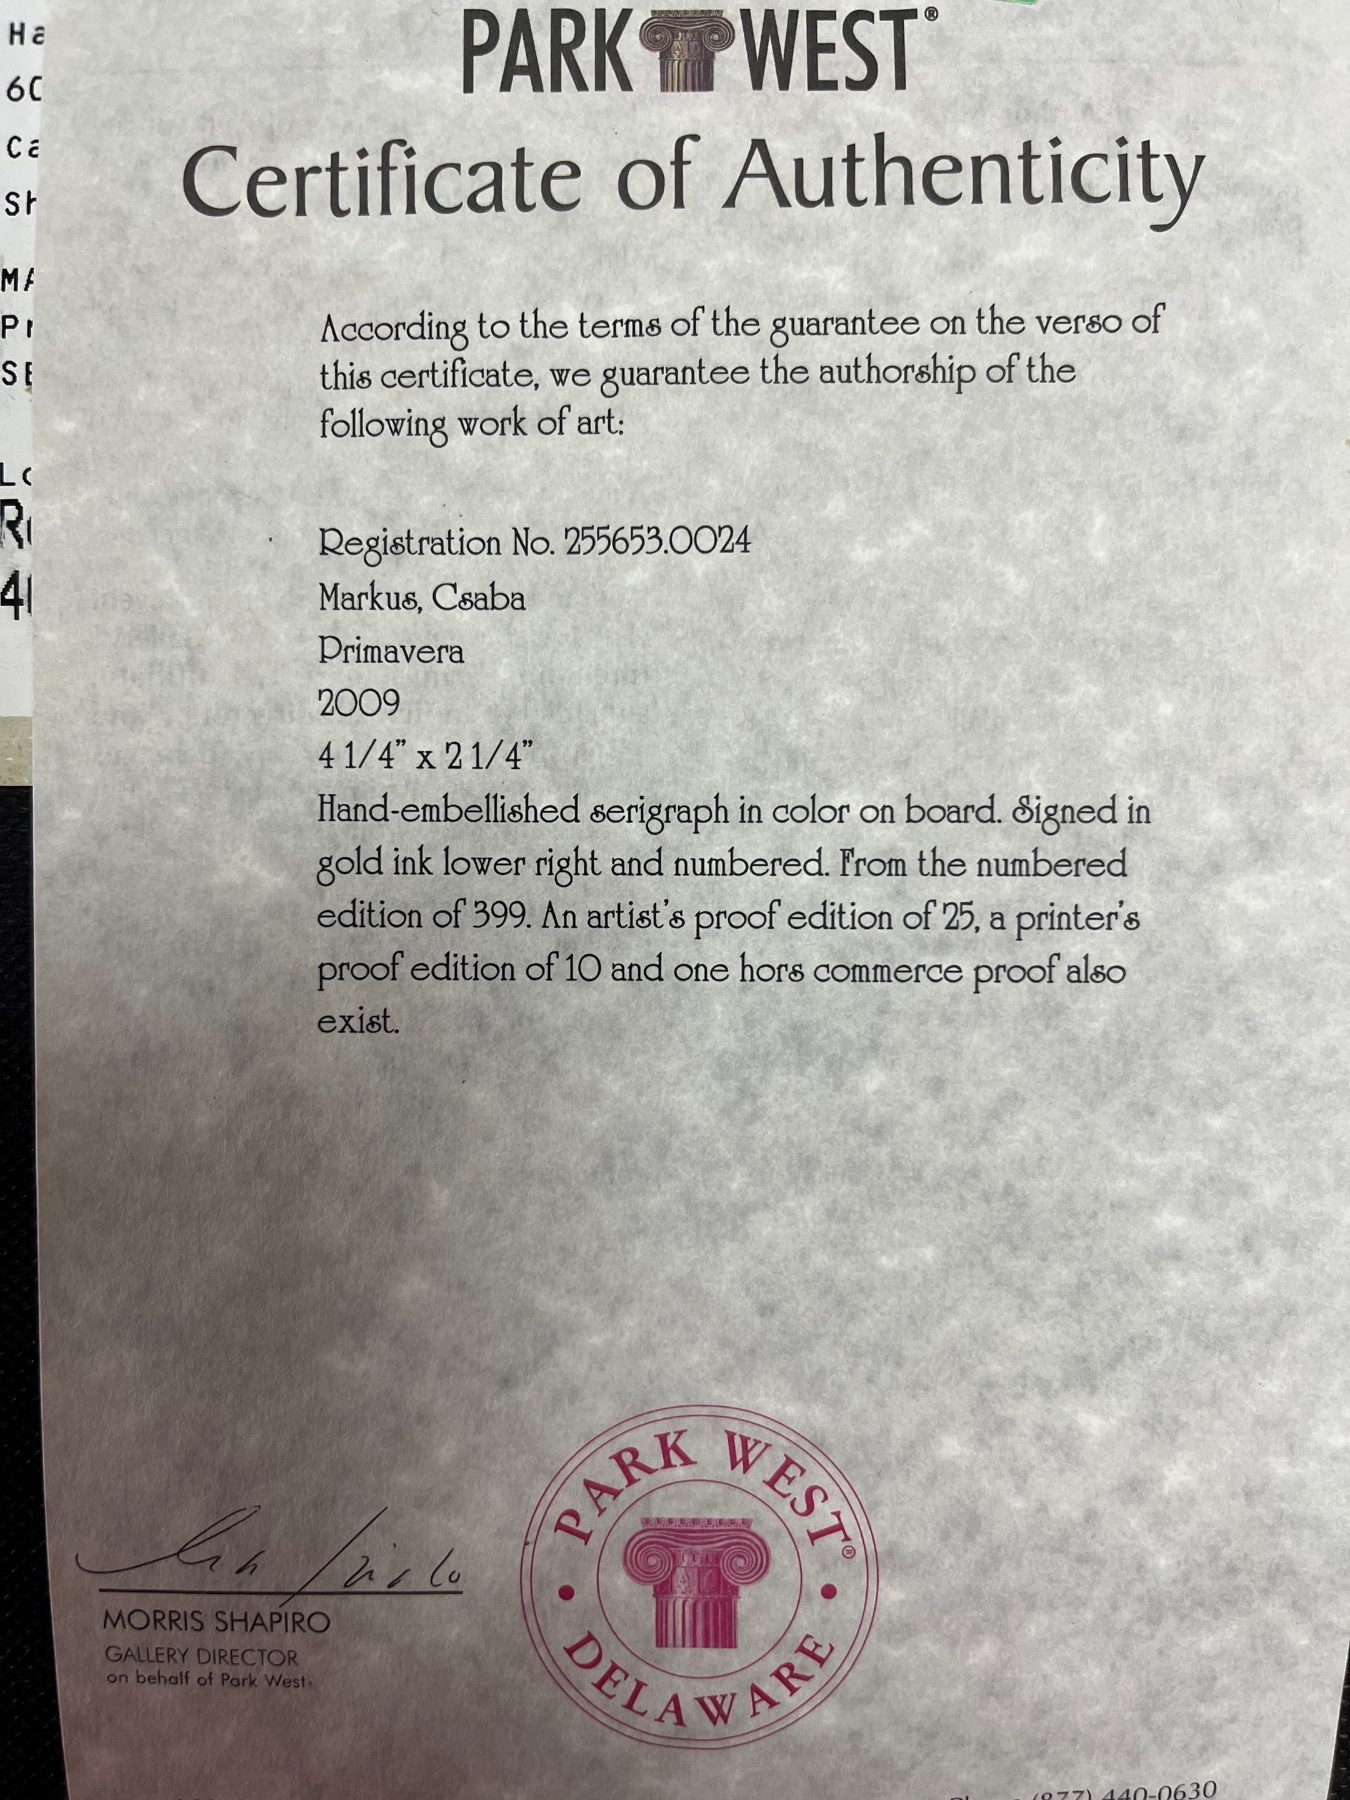 PARK WEST®
Certificate of Authenticity
According to the terms of the guarantee on the verso of
this certificate, we guarantee the authorship of the
following work of art:
Registration No. 255653.0024
Markus, Csaba
Primavera
2009
4 1/4” x 2 1/4”
Hand-embellished serigraph in color on board. Signed in
gold ink lower right and numbered. From the numbered
edition of 399. An artist's proof edition of 25, a printer's
proof edition of 10 and one hors commerce proof also
exist.
PARK WEST®
DELAWARE
MORRIS SHAPIRO
GALLERY DIRECTOR
on behalf of Park West
(877) 440-0630